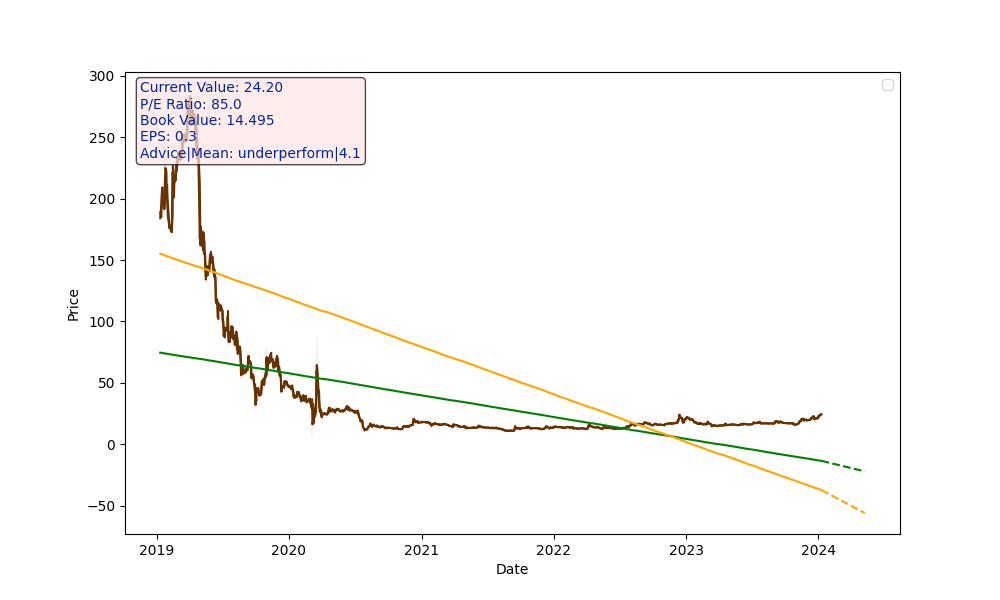 Current Value: 24.20
P/E Ratio: 85.0
Book Value: 14.495
EPS: 0.3
Advice|Mean: underperform|4.1
300
250
200
150
100
50
0
−50
Price
2019 2020 2021 2022 2023 2024
Date